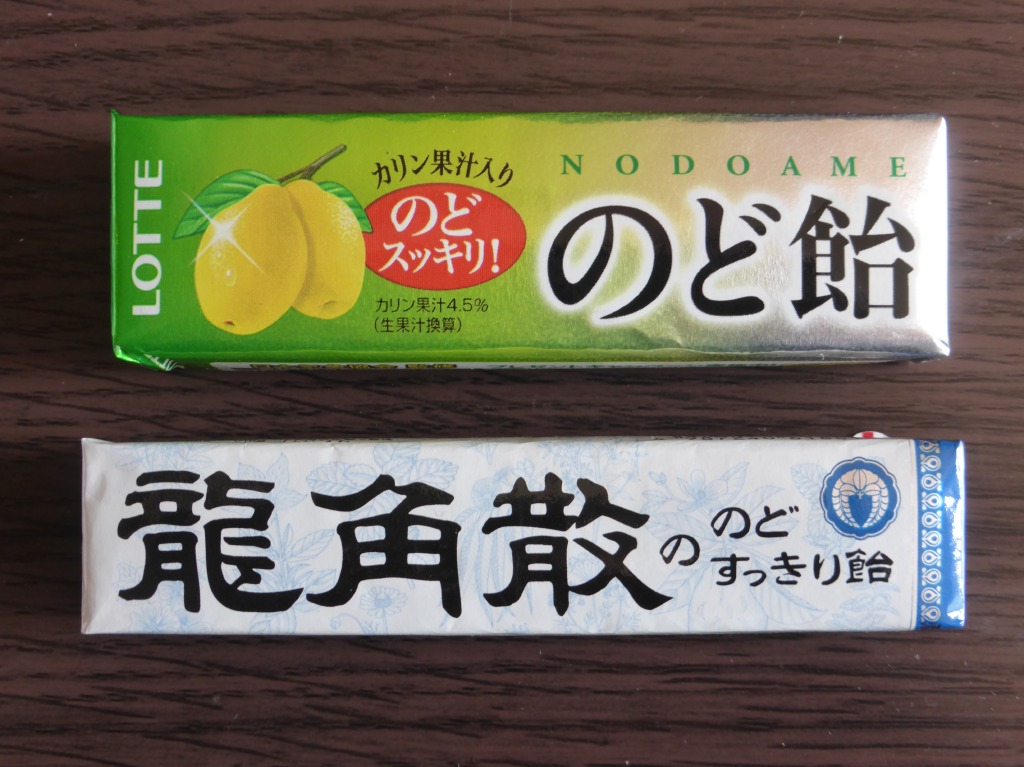 LOTTE
カリン果汁入り
のど
スッキリ!
カリン果汁4.5%
(生果汁換算)
NODOAME
のど飴
龍角散の
のど
すっきり飴